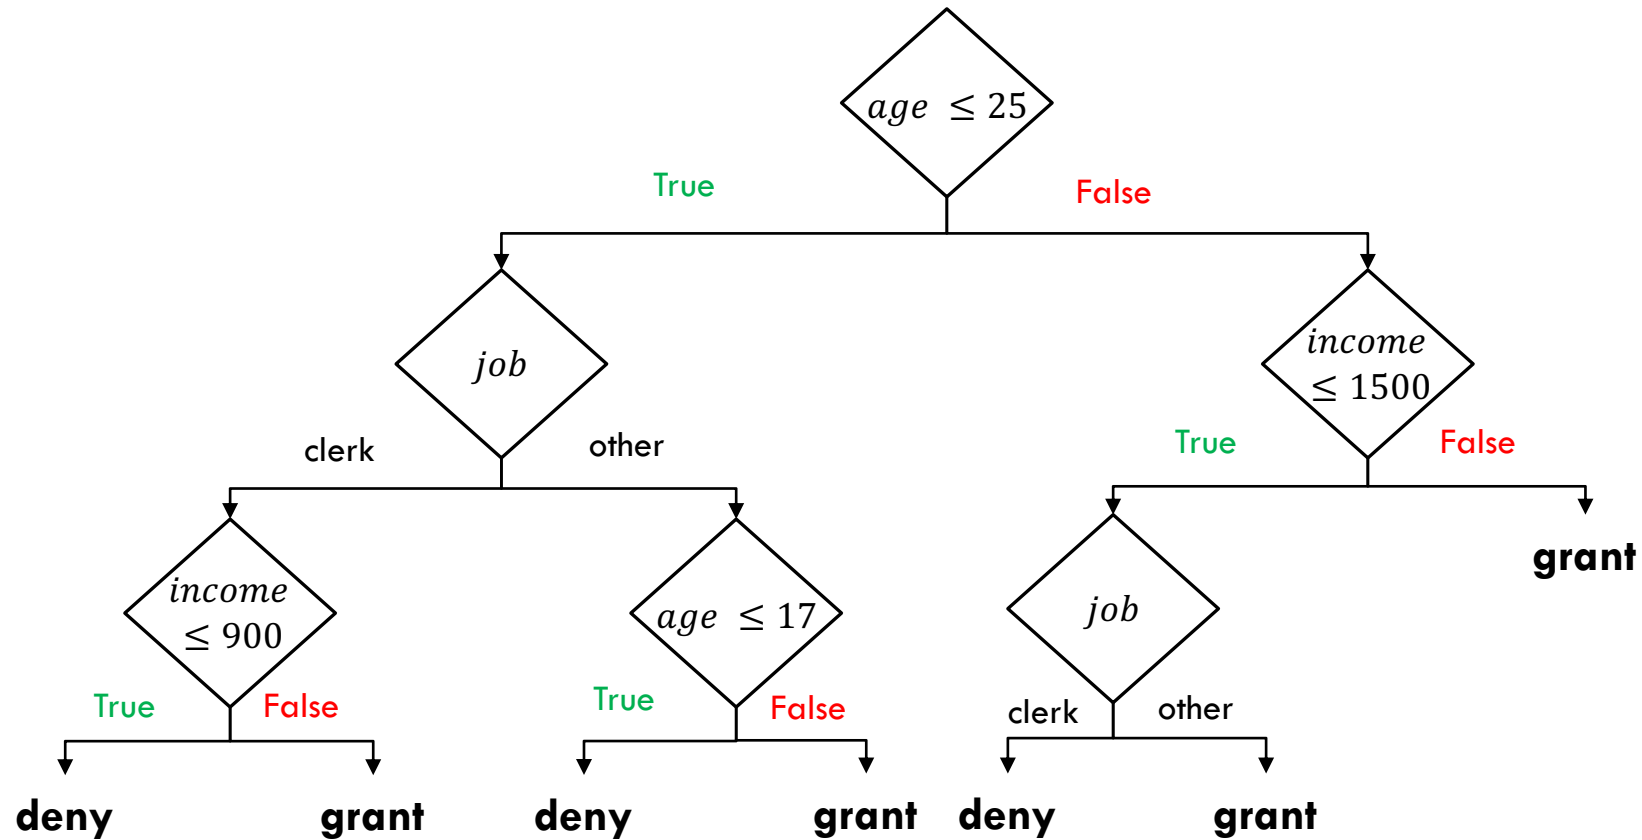 age ≤ 25
True
False
job
income
≤ 1500
clerk
other
True
False
income
≤ 900
age ≤ 17
job
grant
True
False
True
False
clerk
other
deny
grant
deny
grant
deny
grant